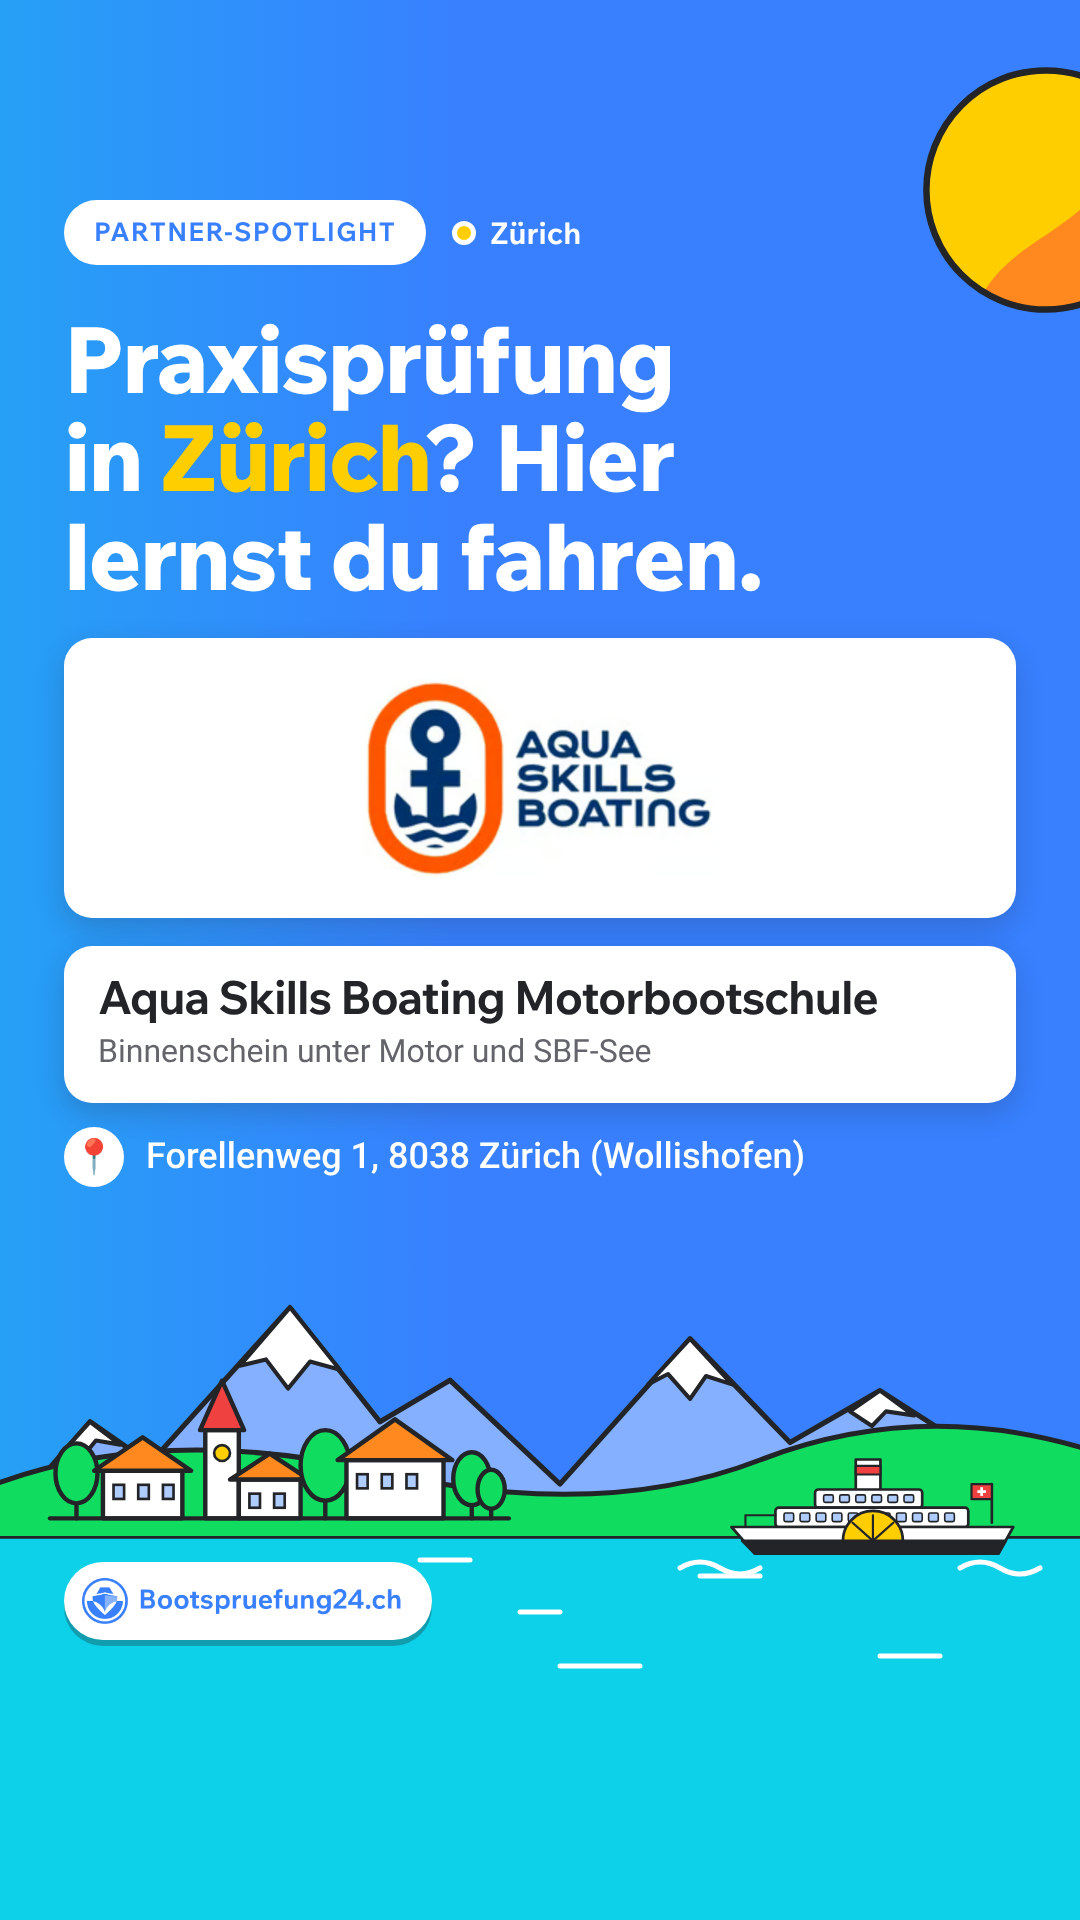 PARTNER-SPOTLIGHT
Zürich
Praxisprüfung
in Zürich? Hier
lernst du fahren.
AQUA
SKILLS
BOATING
Aqua Skills Boating Motorbootschule
Binnenschein unter Motor und SBF-See
Forellenweg 1, 8038 Zürich (Wollishofen)
Bootspruefung24.ch